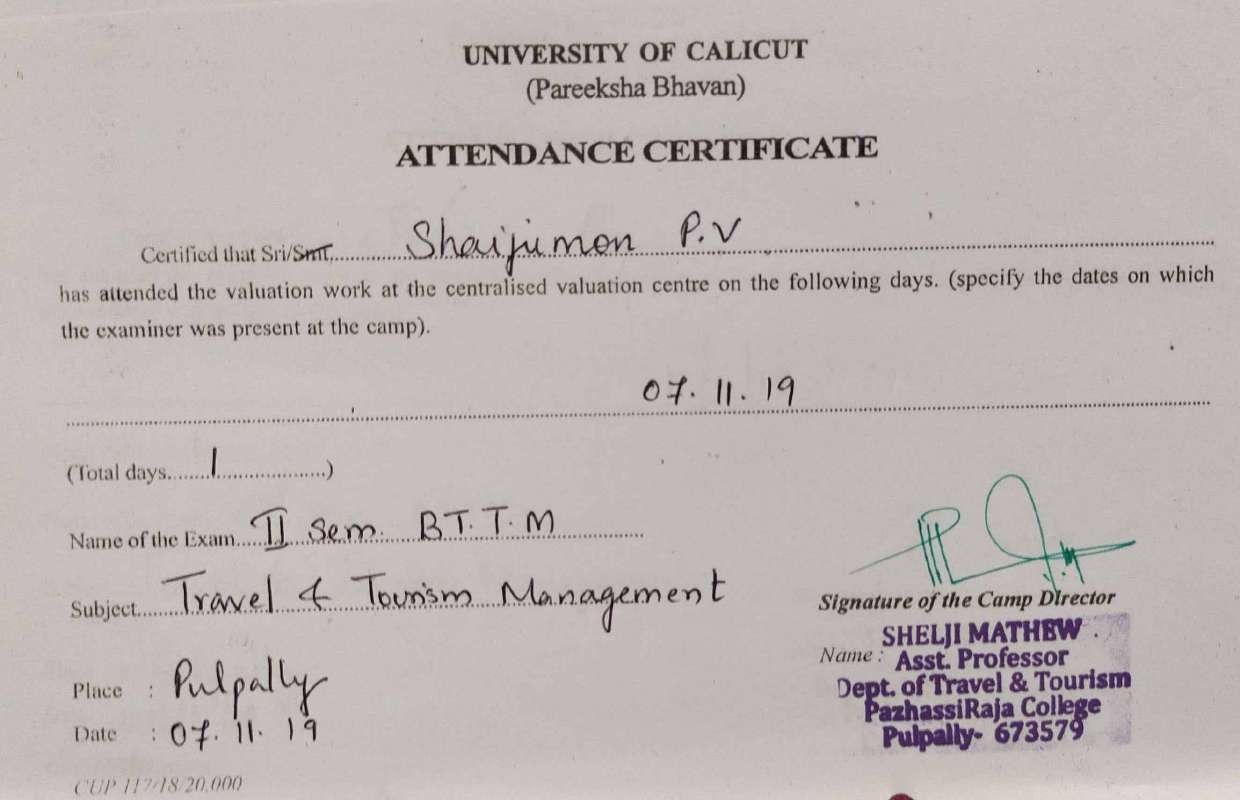 UNIVERSITY OF CALICUT
(Pareeksha Bhavan)
ATTENDANCE CERTIFICATE
Certified that Sri/Smt. Shaijumon P.V
has attended the valuation work at the centralised valuation centre on the following days. (specify the dates on which
the examiner was present at the camp).
07.11.19
(Total days.......1..................)
Name of the Exam.....II Sem. B.T.T.M
Subject.......Travel & Tourism Management
Signature of the Camp Director
SHELJI MATHEW
Name : Asst. Professor
Dept. of Travel & Tourism
PazhassiRaja College
Pulpally- 673579
Place : Pulpally
Date : 07.11.19
CUP 117/18/20,000